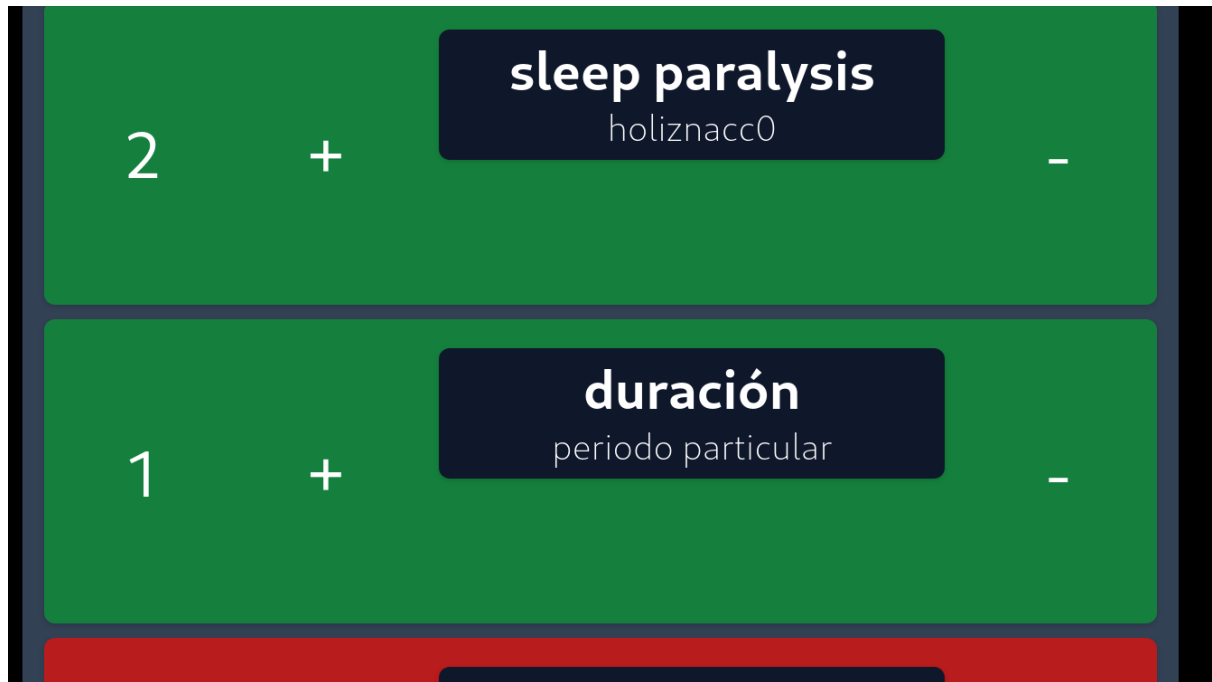 sleep paralysis
holiznacc0
2 + -
duración
periodo particular
1 + -